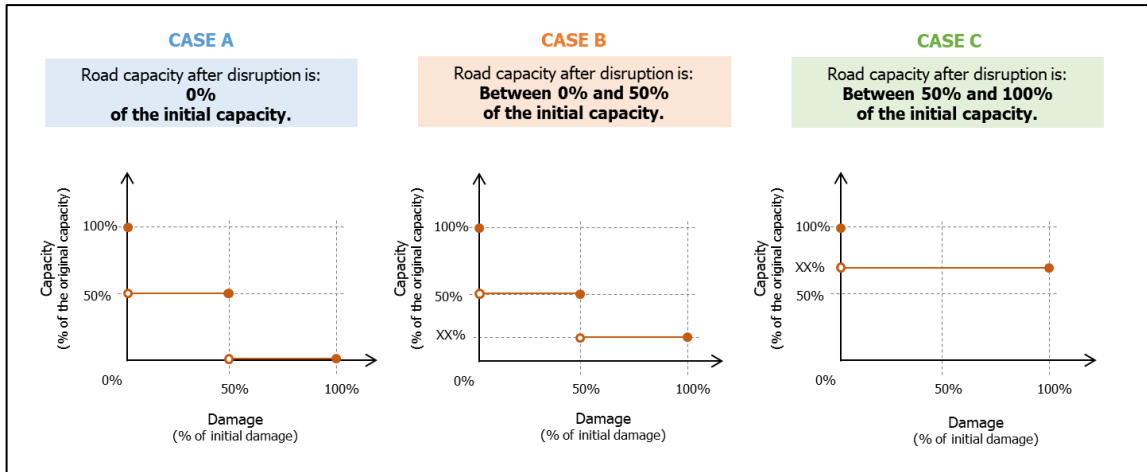 CASE A
Road capacity after disruption is:
0%
of the initial capacity.
Capacity
(% of the original capacity)
100%
50%
0%
50%
100%
Damage
(% of initial damage)
CASE B
Road capacity after disruption is:
Between 0% and 50%
of the initial capacity.
Capacity
(% of the original capacity)
100%
50%
XX%
0%
50%
100%
Damage
(% of initial damage)
CASE C
Road capacity after disruption is:
Between 50% and 100%
of the initial capacity.
Capacity
(% of the original capacity)
100%
XX%
50%
0%
50%
100%
Damage
(% of initial damage)